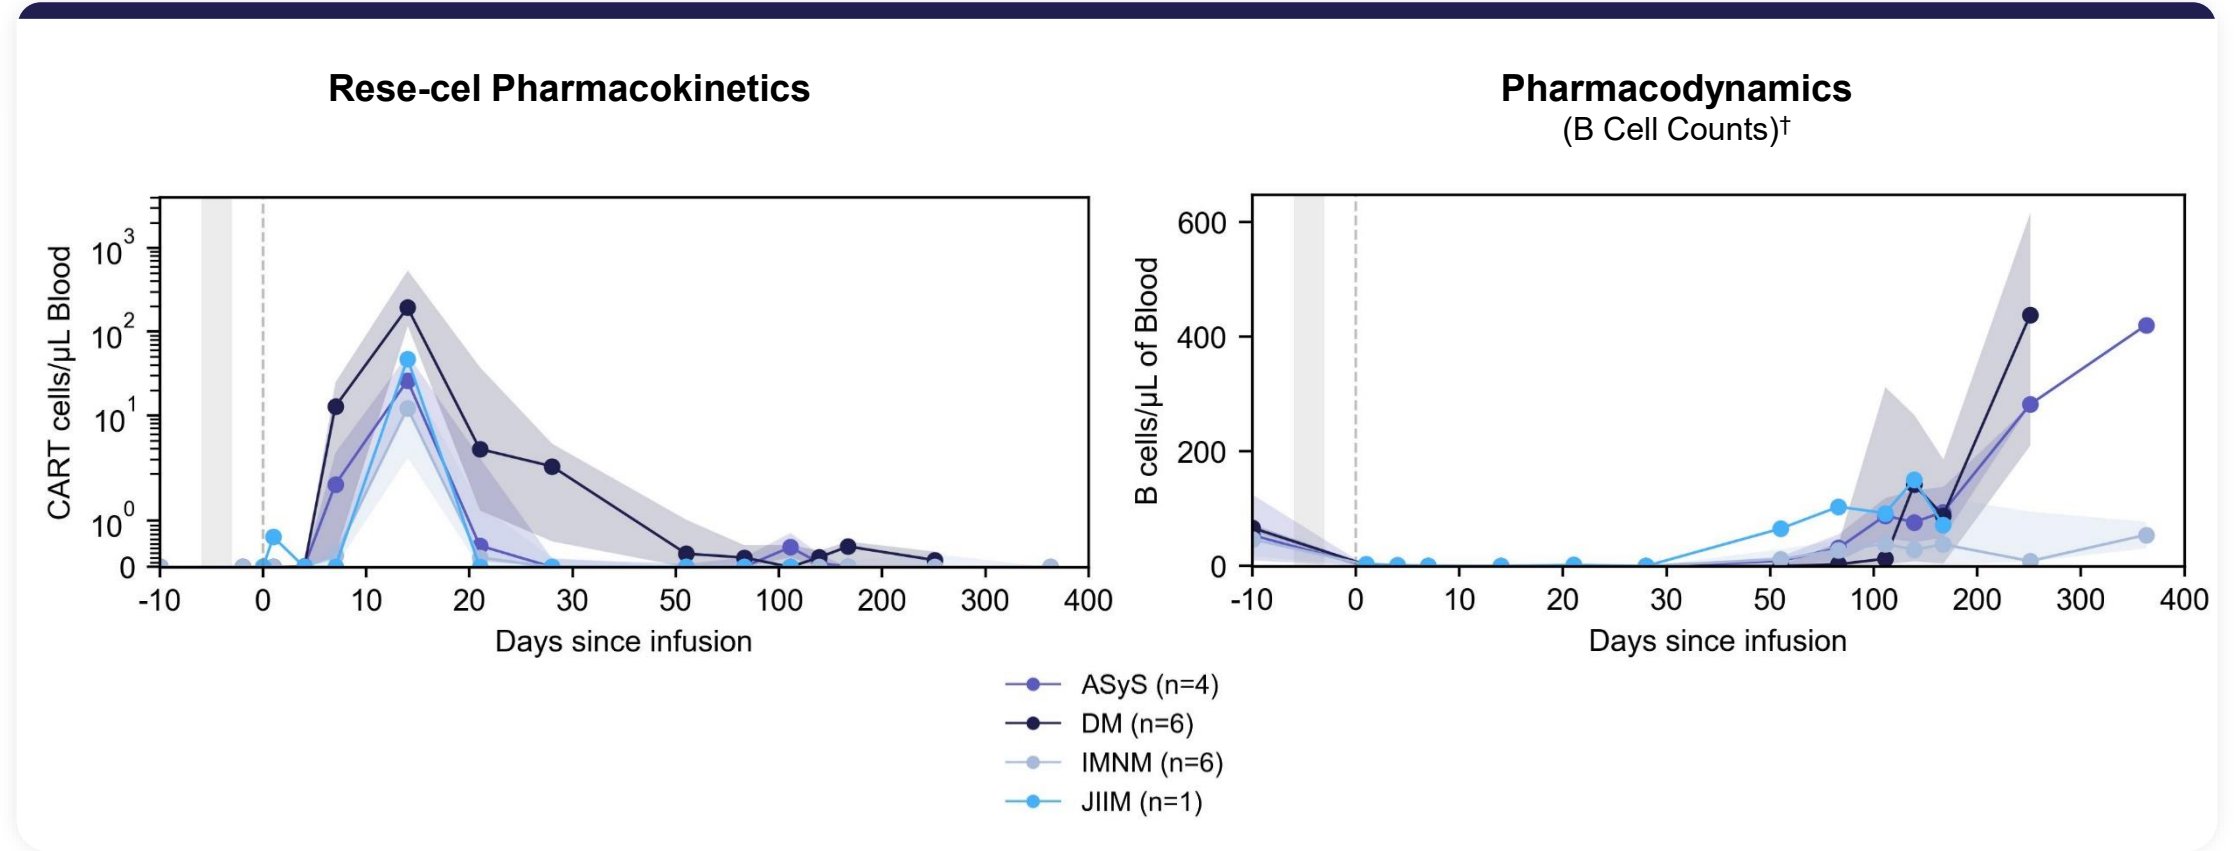 Rese-cel Pharmacokinetics
Pharmacodynamics
(B Cell Counts)†
CART cells/µL Blood
10³
10²
10¹
10⁰
0
-10 0 10 20 30 50 100 200 300 400
Days since infusion
B cells/µL of Blood
600
400
200
0
-10 0 10 20 30 50 100 200 300 400
Days since infusion
ASyS (n=4)
DM (n=6)
IMNM (n=6)
JIIM (n=1)